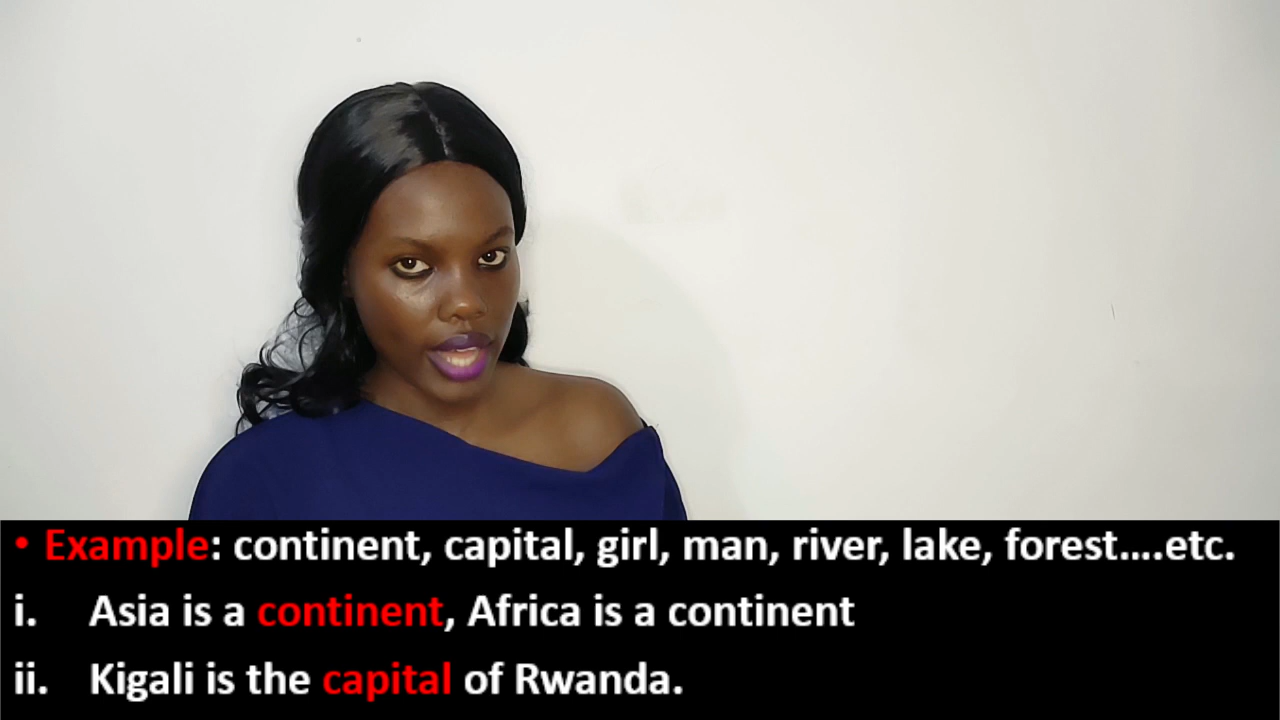 • Example: continent, capital, girl, man, river, lake, forest....etc.
i. Asia is a continent, Africa is a continent
ii. Kigali is the capital of Rwanda.